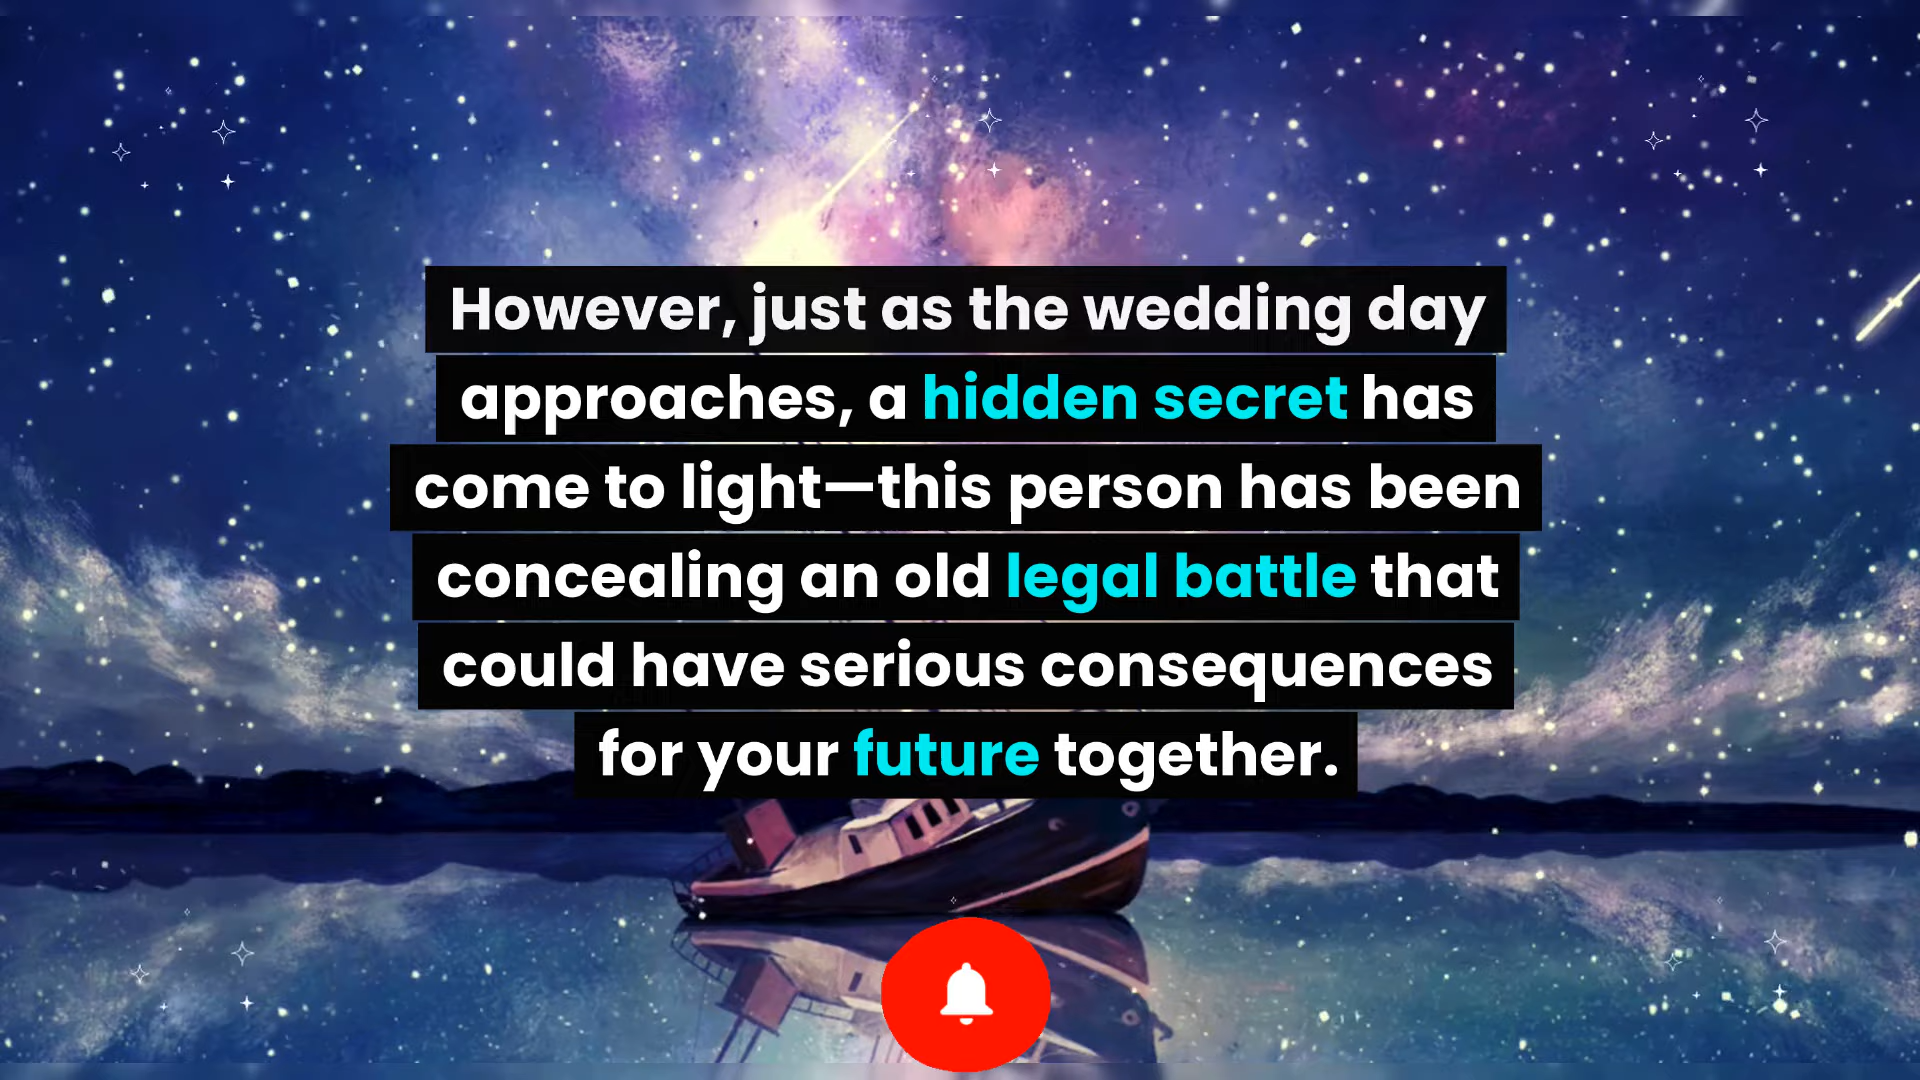 However, just as the wedding day
approaches, a hidden secret has
come to light—this person has been
concealing an old legal battle that
could have serious consequences
for your future together.